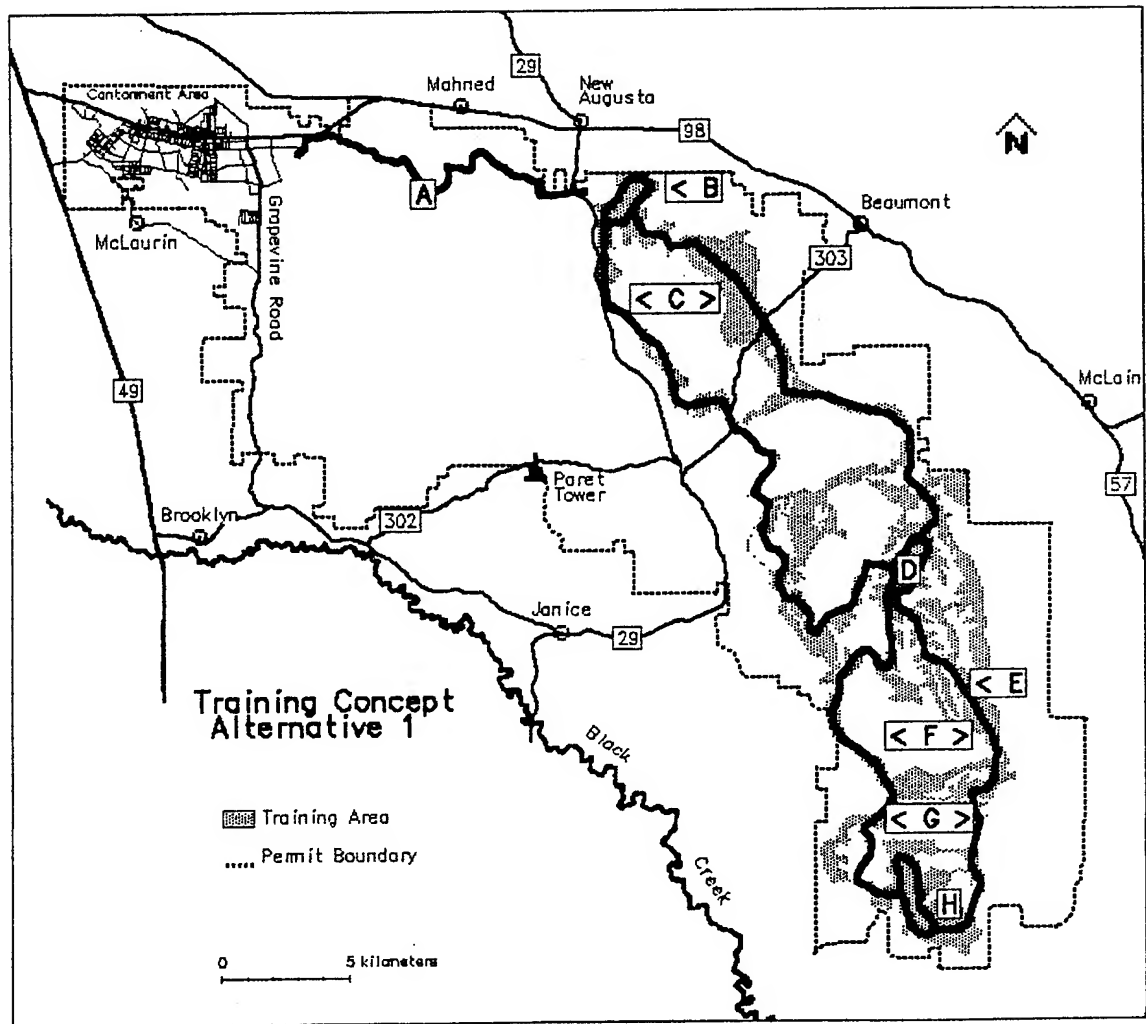 29
New
Augusta
Mahned
Cantonment Area
98
N
A
< B
Beaumont
McLaurin
Grapevine Road
303
< C >
49
McLain
Paret
Tower
57
Brooklyn
302
D
Janice
29
< E
Training Concept
Alternative 1
< F >
Black
Creek
Training Area
< G >
Permit Boundary
H
0 5 kilometers